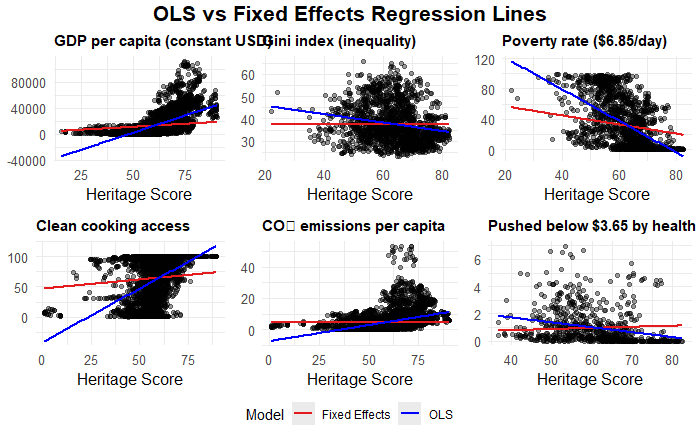 OLS vs Fixed Effects Regression Lines
GDP per capita (constant USD)
Gini index (inequality)
Poverty rate ($6.85/day)
80000
40000
0
-40000
25
50
75
Heritage Score
60
50
40
30
20
40
60
80
Heritage Score
120
80
40
0
20
40
60
80
Heritage Score
Clean cooking access
CO▯ emissions per capita
Pushed below $3.65 by health
100
50
0
0
25
50
75
Heritage Score
40
20
0
0
25
50
75
Heritage Score
6
4
2
0
40
50
60
70
80
Heritage Score
Model
Fixed Effects
OLS